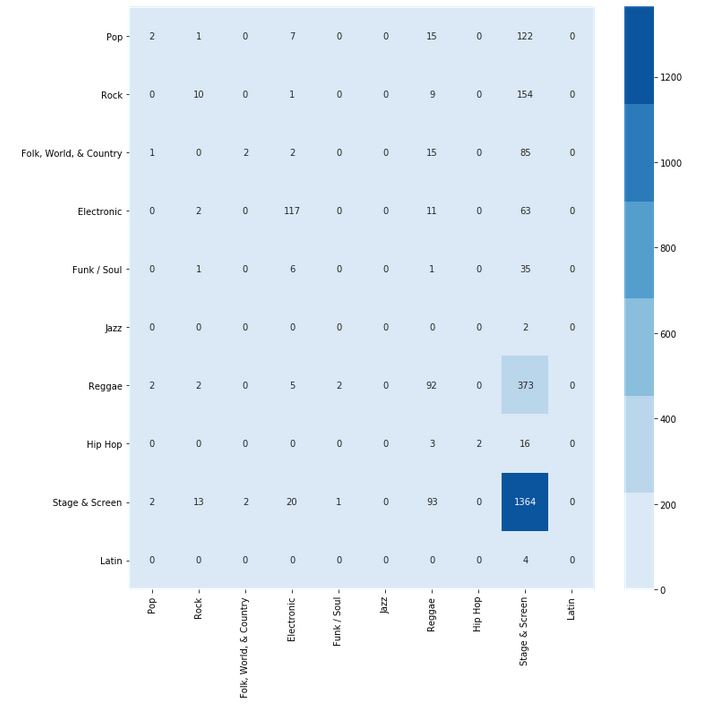 Pop 2 1 0 7 0 0 15 0 122 0
Rock 0 10 0 1 0 0 9 0 154 0
Folk, World, & Country 1 0 2 2 0 0 15 0 85 0
Electronic 0 2 0 117 0 0 11 0 63 0
Funk / Soul 0 1 0 6 0 0 1 0 35 0
Jazz 0 0 0 0 0 0 0 0 2 0
Reggae 2 2 0 5 2 0 92 0 373 0
Hip Hop 0 0 0 0 0 0 3 2 16 0
Stage & Screen 2 13 2 20 1 0 93 0 1364 0
Latin 0 0 0 0 0 0 0 0 4 0
Pop
Rock
Folk, World, & Country
Electronic
Funk / Soul
Jazz
Reggae
Hip Hop
Stage & Screen
Latin
1200
1000
800
600
400
200
0